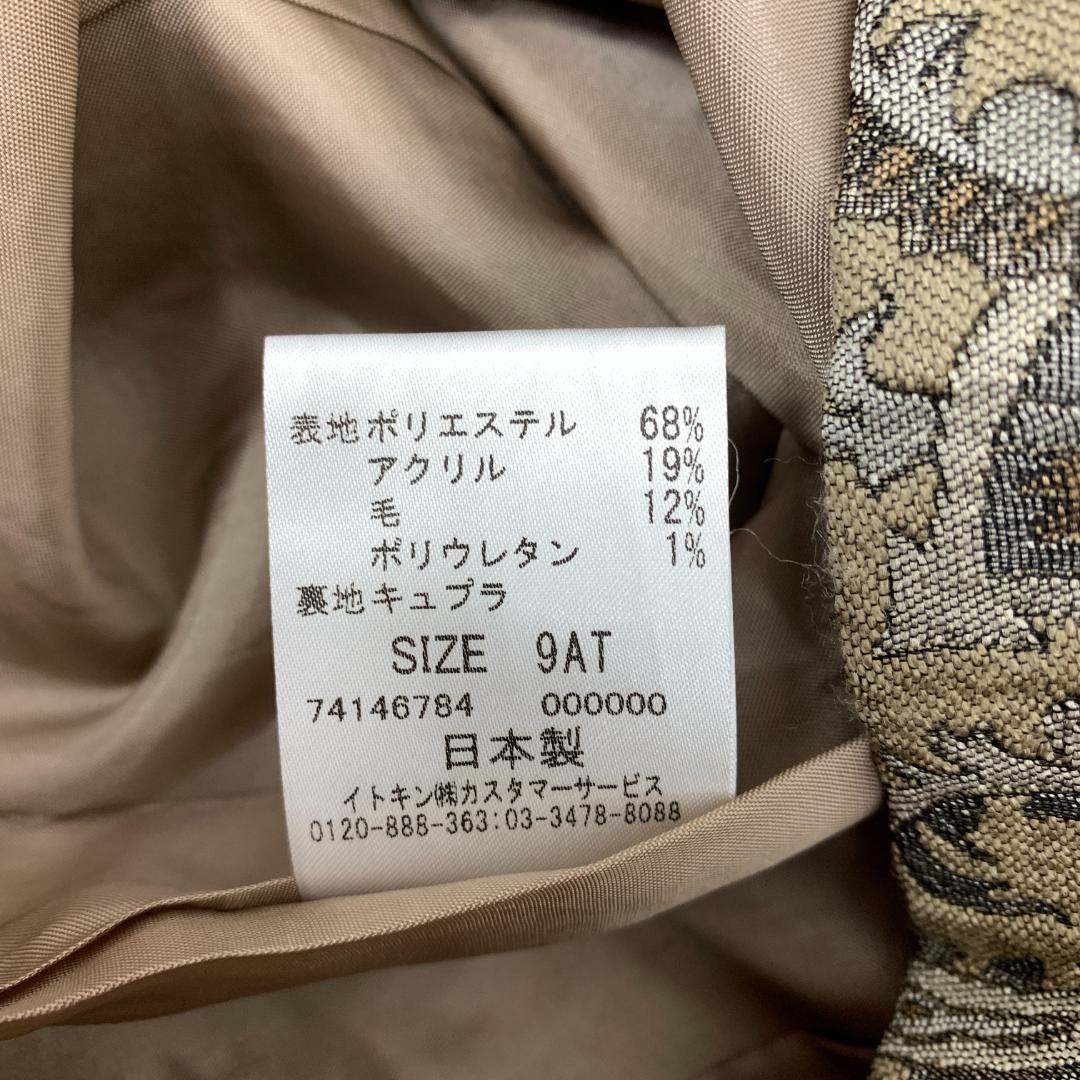 表地ポリエステル 68%
アクリル 19%
毛 12%
ポリウレタン 1%
裏地キュプラ
SIZE 9AT
74146784 000000
日本製
イトキン㈱カスタマーサービス
0120-888-363:03-3478-8088